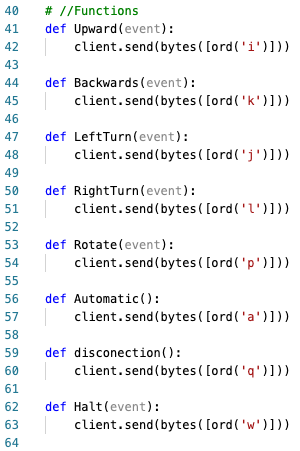 40 # //Functions
41 def Upward(event):
42     client.send(bytes([ord('i')]))
43
44 def Backwards(event):
45     client.send(bytes([ord('k')]))
46
47 def LeftTurn(event):
48     client.send(bytes([ord('j')]))
49
50 def RightTurn(event):
51     client.send(bytes([ord('l')]))
52
53 def Rotate(event):
54     client.send(bytes([ord('p')]))
55
56 def Automatic():
57     client.send(bytes([ord('a')]))
58
59 def disconection():
60     client.send(bytes([ord('q')]))
61
62 def Halt(event):
63     client.send(bytes([ord('w')]))
64